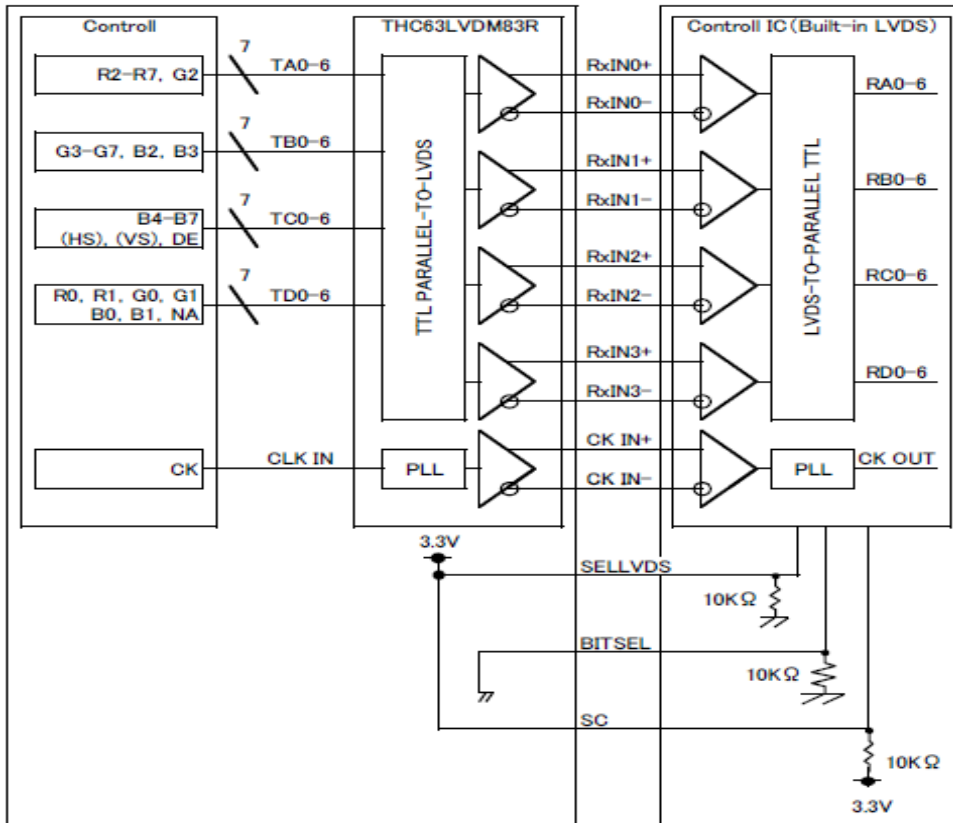 Controll
THC63LVDM83R
Controll IC(Built-in LVDS)
R2-R7, G2
7
TA0-6
G3-G7, B2, B3
7
TB0-6
B4-B7
(HS), (VS), DE
7
TC0-6
R0, R1, G0, G1
B0, B1, NA
7
TD0-6
CK
CLK IN
TTL PARALLEL-TO-LVDS
PLL
RxIN0+
RxIN0-
RxIN1+
RxIN1-
RxIN2+
RxIN2-
RxIN3+
RxIN3-
CK IN+
CK IN-
LVDS-TO-PARALLEL TTL
PLL
RA0-6
RB0-6
RC0-6
RD0-6
CK OUT
3.3V
SELLVDS
10KΩ
BITSEL
10KΩ
SC
10KΩ
3.3V